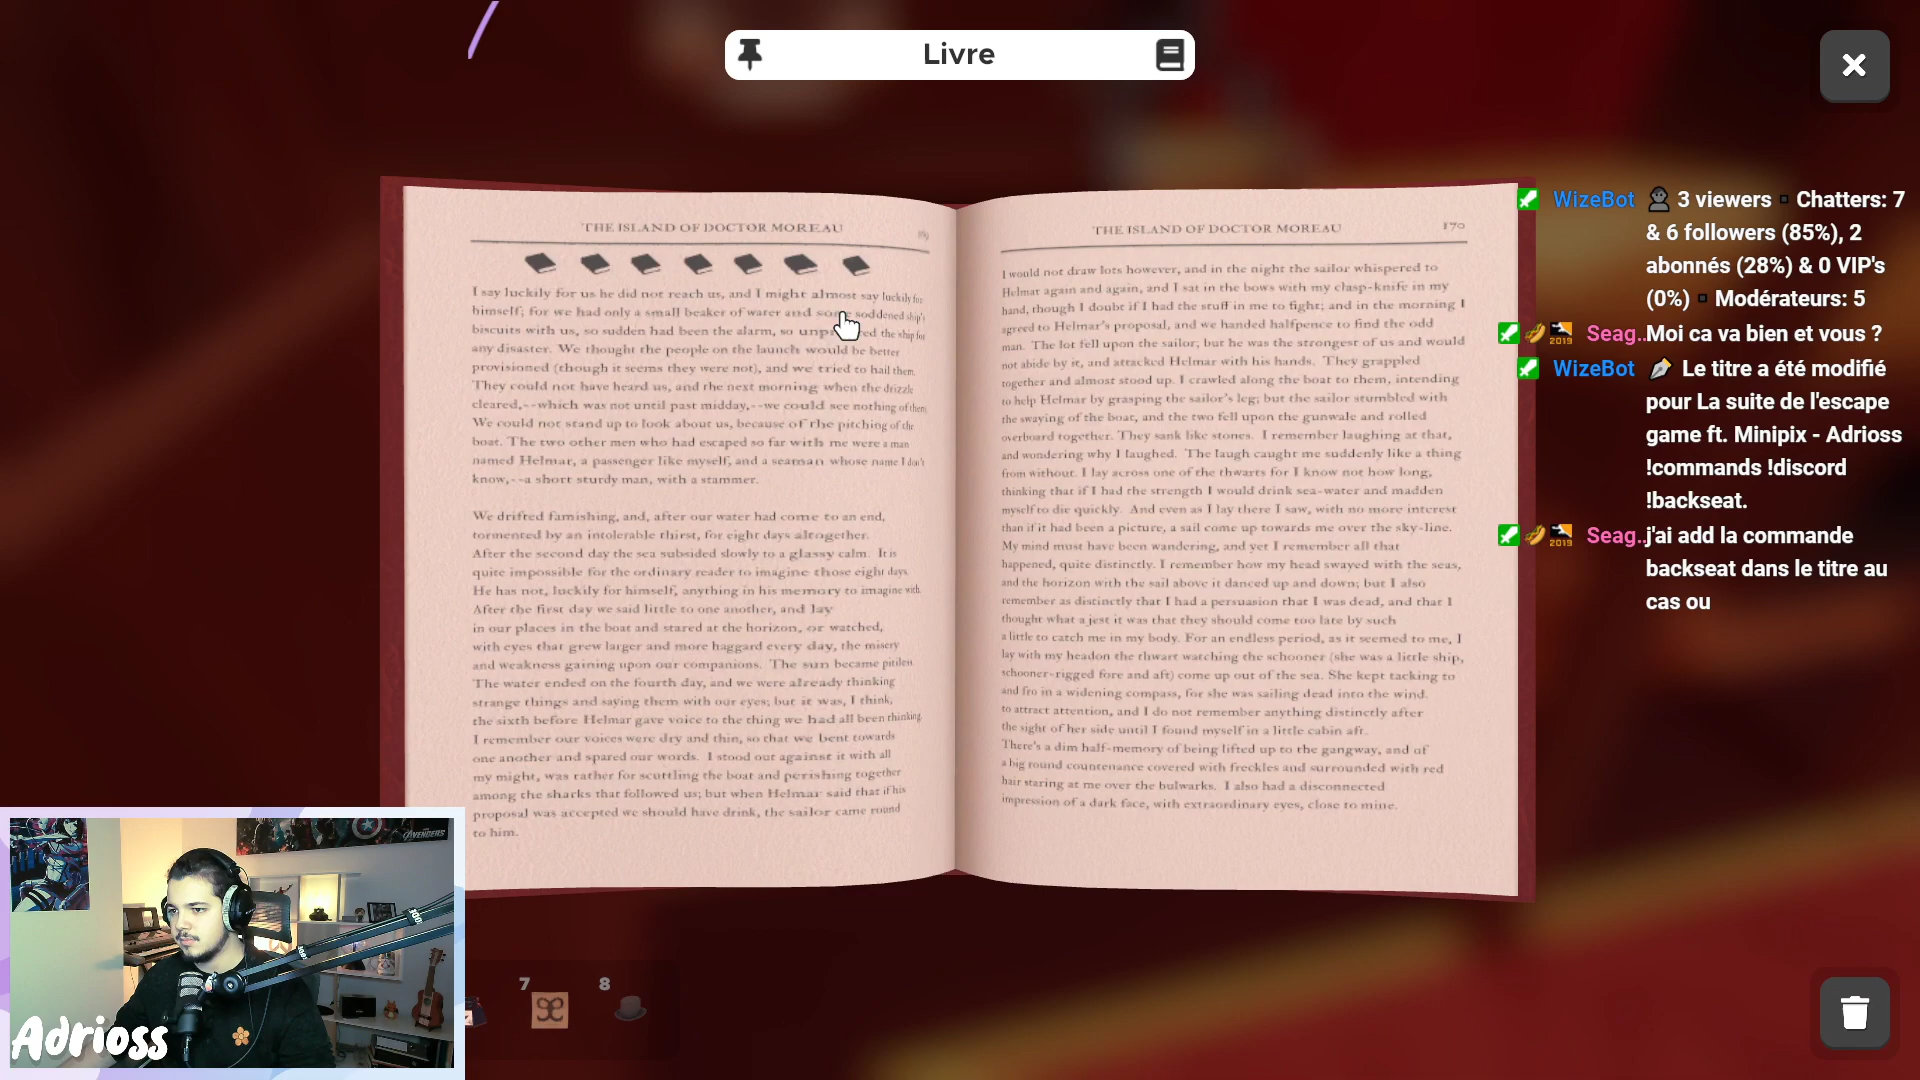 Livre
THE ISLAND OF DOCTOR MOREAU
I say luckily for us he did not reach us, and I might almost say luckily for
himself; for we had only a small beaker of water and some soddened ship's
biscuits with us, so sudden had been the alarm, so the ship for
any disaster. We thought the people on the launch would be better
provisioned (though it seems they were not), and we tried to hail them.
They could not have heard us, and the next morning when the drizzle
cleared,--which was not until past midday,--we could see nothing of them.
We could not stand up to look about us, because of the pitching of the
boat. The two other men who had escaped so far with me were a man
named Helmar, a passenger like myself, and a seaman whose name I don't
know,--a short sturdy man, with a stammer.
We drifted famishing, and, after our water had come to an end,
tormented by an intolerable thirst, for eight days altogether.
After the second day the sea subsided slowly to a glassy calm. It is
quite impossible for the ordinary reader to imagine those eight days.
He has not, luckily for himself, anything in his memory to imagine with.
After the first day we said little to one another, and lay
in our places in the boat and stared at the horizon, or watched,
with eyes that grew larger and more haggard every day, the misery
and weakness gaining upon our companions. The sun became
The water ended on the fourth day, and we were already thinking
strange things and saying them with our eyes; but it was, I think,
the sixth before Helmar gave voice to the thing we had all been thinking.
I remember our voices were dry and thin, so that we bent towards
one another and spared our words. I stood out against it with all
my might, was rather for scuttling the boat and perishing together
among the sharks that followed us; but when Helmar said that if his
proposal was accepted we should have drink, the sailor came round
to him.
THE ISLAND OF DOCTOR MOREAU 170
I would not draw lots however, and in the night the sailor whispered to
Helmar again and again, and I sat in the bows with my clasp-knife in my
hand, though I doubt if I had the stuff in me to fight; and in the morning I
agreed to Helmar's proposal, and we handed halfpence to find the odd
man. The lot fell upon the sailor; but he was the strongest of us and would
not abide by it, and attacked Helmar with his hands. They grappled
together and almost stood up. I crawled along the boat to them, intending
to help Helmar by grasping the sailor's leg; but the sailor stumbled with
the swaying of the boat, and the two fell upon the gunwale and rolled
overboard together. They sank like stones. I remember laughing at that,
and wondering why I laughed. The laugh caught me suddenly like a thing
from without. I lay across one of the thwarts for I know not how long,
thinking that if I had the strength I would drink sea-water and madden
myself to die quickly. And even as I lay there I saw, with no more interest
than if it had been a picture, a sail come up towards me over the sky-line.
My mind must have been wandering, and yet I remember all that
happened, quite distinctly. I remember how my head swayed with the seas,
and the horizon with the sail above it danced up and down; but I also
remember as distinctly that I had a persuasion that I was dead, and that I
thought what a jest it was that they should come too late by such
a little to catch me in my body. For an endless period, as it seemed to me, I
lay with my headon the thwart watching the schooner (she was a little ship,
schooner-rigged fore and aft) come up out of the sea. She kept tacking to
and fro in a widening compass, for she was sailing dead into the wind.
to attract attention, and I do not remember anything distinctly after
the sight of her side until I found myself in a little cabin aft.
There's a dim half-memory of being lifted up to the gangway, and of
a big round countenance covered with freckles and surrounded with red
hair staring at me over the bulwarks. I also had a disconnected
impression of a dark face, with extraordinary eyes, close to mine.
WizeBot 3 viewers ▪ Chatters: 7
& 6 followers (85%), 2
abonnés (28%) & 0 VIP's
(0%) ▪ Modérateurs: 5
2019 Seag.. Moi ca va bien et vous ?
WizeBot Le titre a été modifié
pour La suite de l'escape
game ft. Minipix - Adrioss
!commands !discord
!backseat.
2019 Seag.. j'ai add la commande
backseat dans le titre au
cas ou
AVENGERS
Adrioss
7 8